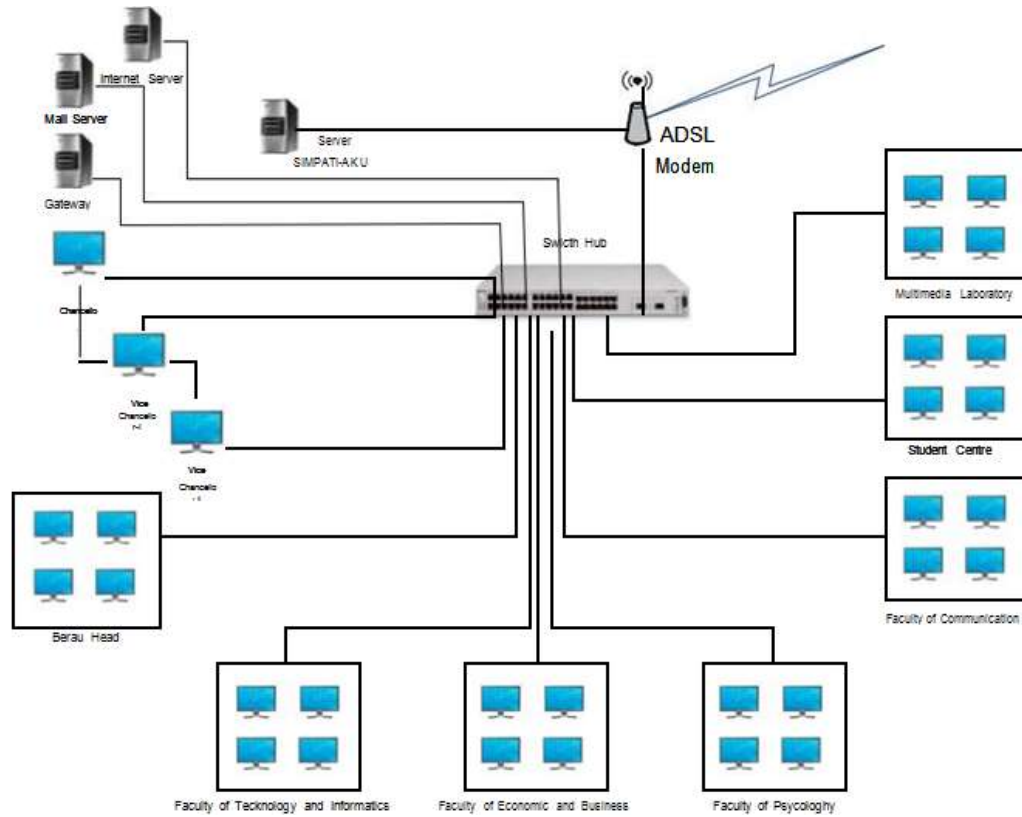 Internet Server
Mail Server
Server
SIMPATI-AKU
ADSL
Modem
Gateway
Swicth Hub
Chancello
Multimedia Laboratory
Vice
Chancello
Vice
Chancello
Student Centre
Faculty of Communication
Berau Head
Faculty of Tecknology and Informatics
Faculty of Economic and Business
Faculty of Psycologhy